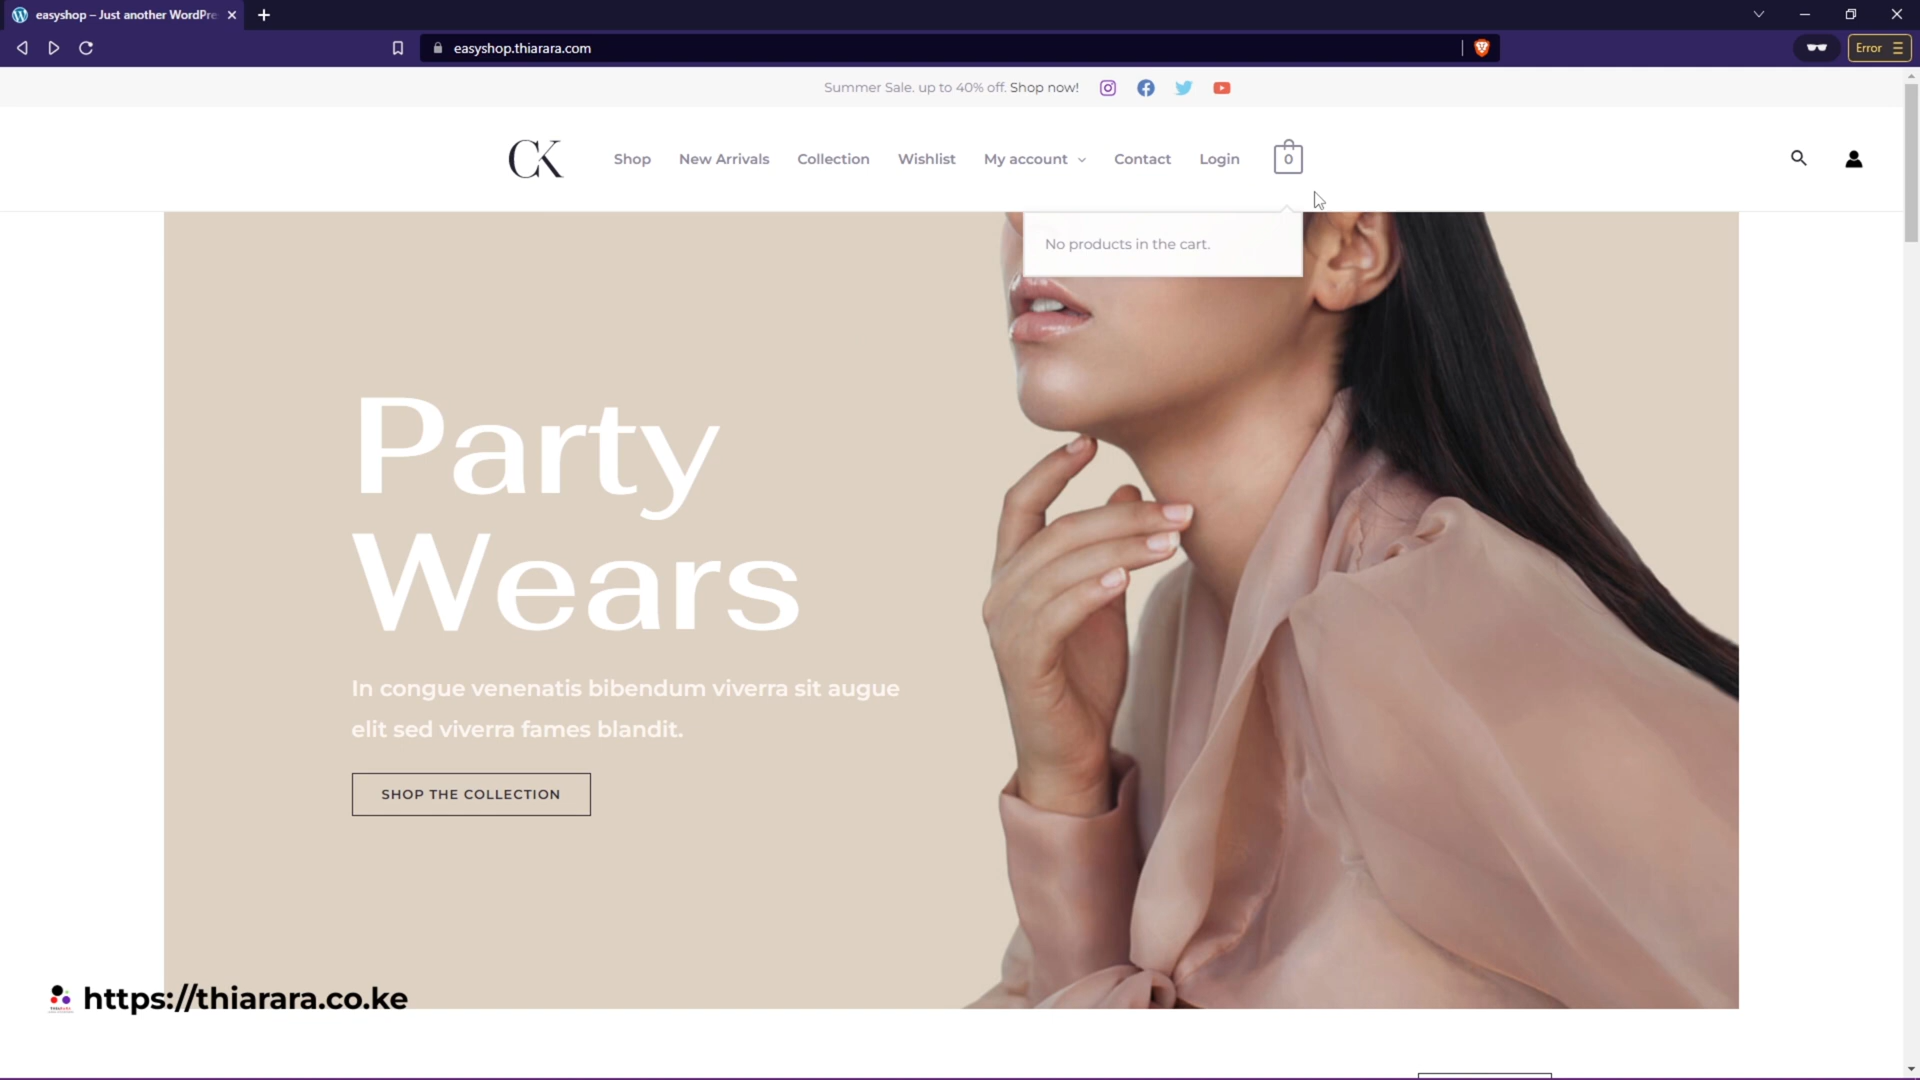 easyshop – Just another WordPre
easyshop.thiarara.com
Error
Summer Sale. up to 40% off. Shop now!
CK
Shop
New Arrivals
Collection
Wishlist
My account
Contact
Login
0
No products in the cart.
Party
Wears
In congue venenatis bibendum viverra sit augue
elit sed viverra fames blandit.
SHOP THE COLLECTION
https://thiarara.co.ke